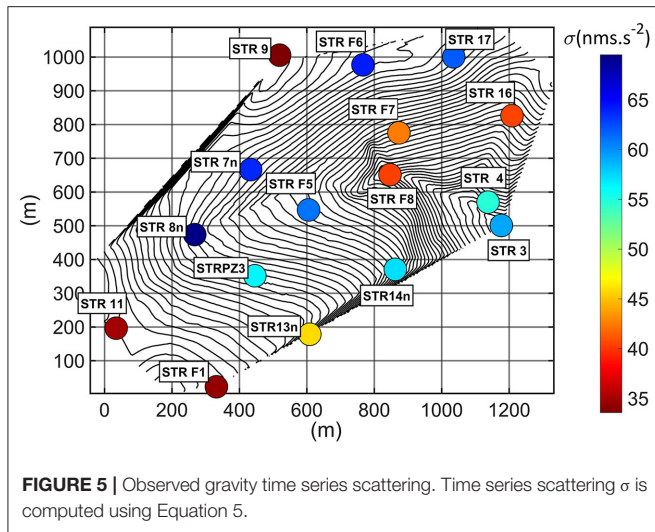 σ(nms.s⁻²)
STR 9
STR F6
STR 17
STR 16
STR F7
STR 7n
STR F5
STR F8
STR 4
STR 8n
STR 3
STRPZ3
STR14n
STR 11
STR13n
STR F1
1000
900
800
700
600
500
400
300
200
100
(m)
0 200 400 600 800 1000 1200
(m)
65
60
55
50
45
40
35
FIGURE 5 | Observed gravity time series scattering. Time series scattering σ is
computed using Equation 5.